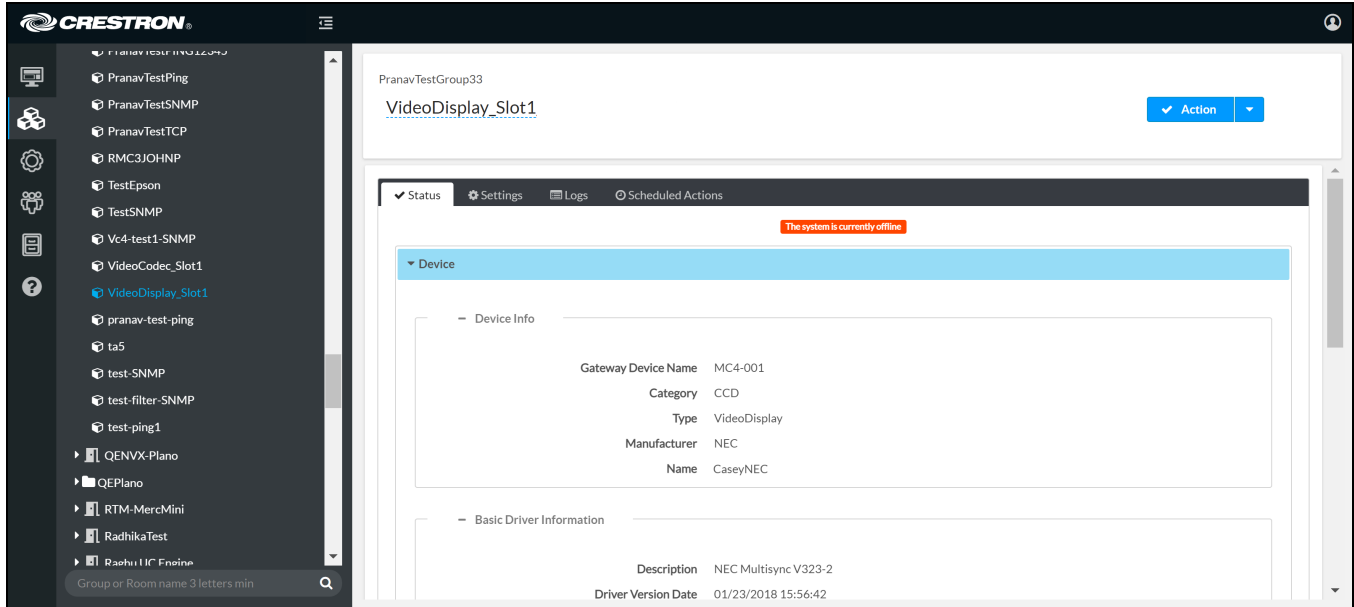 CRESTRON®
PranavTestPING12345
PranavTestPing
PranavTestSNMP
PranavTestTCP
RMC3JOHNP
TestEpson
TestSNMP
Vc4-test1-SNMP
VideoCodec_Slot1
VideoDisplay_Slot1
pranav-test-ping
ta5
test-SNMP
test-filter-SNMP
test-ping1
QENVX-Plano
QEPlano
RTM-MercMini
RadhikaTest
Raghu UC Engine
Group or Room name 3 letters min
PranavTestGroup33
VideoDisplay_Slot1
Action
Status Settings Logs Scheduled Actions
The system is currently offline
Device
Device Info
Gateway Device Name MC4-001
Category CCD
Type VideoDisplay
Manufacturer NEC
Name CaseyNEC
Basic Driver Information
Description NEC Multisync V323-2
Driver Version Date 01/23/2018 15:56:42